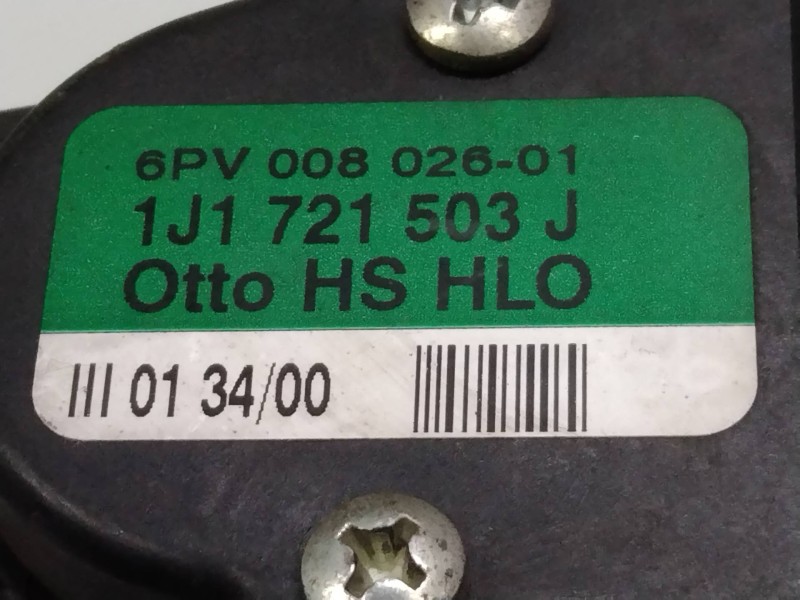 6PV 008 026-01
1J1 721 503 J
Otto HS HLO
III 01 34/00